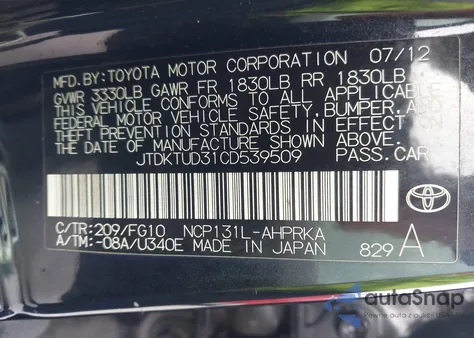 MFD.BY:TOYOTA MOTOR CORPORATION 07/12
GVWR 3330LB GAWR FR 1830LB RR 1830LB
THIS VEHICLE CONFORMS TO ALL APPLICABLE
FEDERAL MOTOR VEHICLE SAFETY,BUMPER, AND
THEFT PREVENTION STANDARDS IN EFFECT ON
THE DATE OF MANUFACTURE SHOWN ABOVE.
JTDKTUD31CD539509 PASS.CAR
TOYOTA
C/TR:209/FG10 NCP131L-AHPRKA
A/TM:-08A/U340E MADE IN JAPAN 829 A
autoSnap